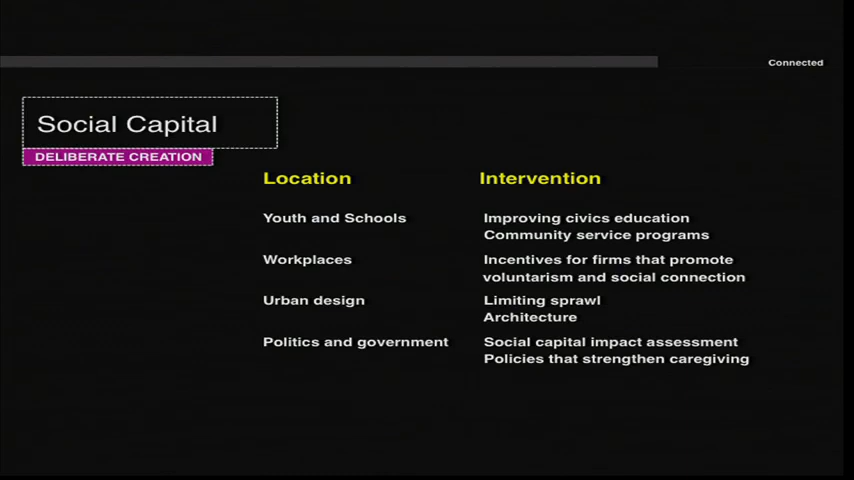 Connected
Social Capital
DELIBERATE CREATION
Location Intervention
Youth and Schools Improving civics education
Community service programs
Workplaces Incentives for firms that promote
voluntarism and social connection
Urban design Limiting sprawl
Architecture
Politics and government Social capital impact assessment
Policies that strengthen caregiving